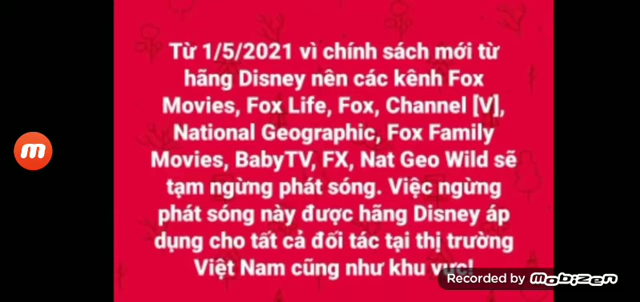 Từ 1/5/2021 vì chính sách mới từ
hãng Disney nên các kênh Fox
Movies, Fox Life, Fox, Channel [V],
National Geographic, Fox Family
Movies, BabyTV, FX, Nat Geo Wild sẽ
tạm ngừng phát sóng. Việc ngừng
phát sóng này được hãng Disney áp
dụng cho tất cả đối tác tại thị trường
Việt Nam cũng như khu vực!
Recorded by mobizen